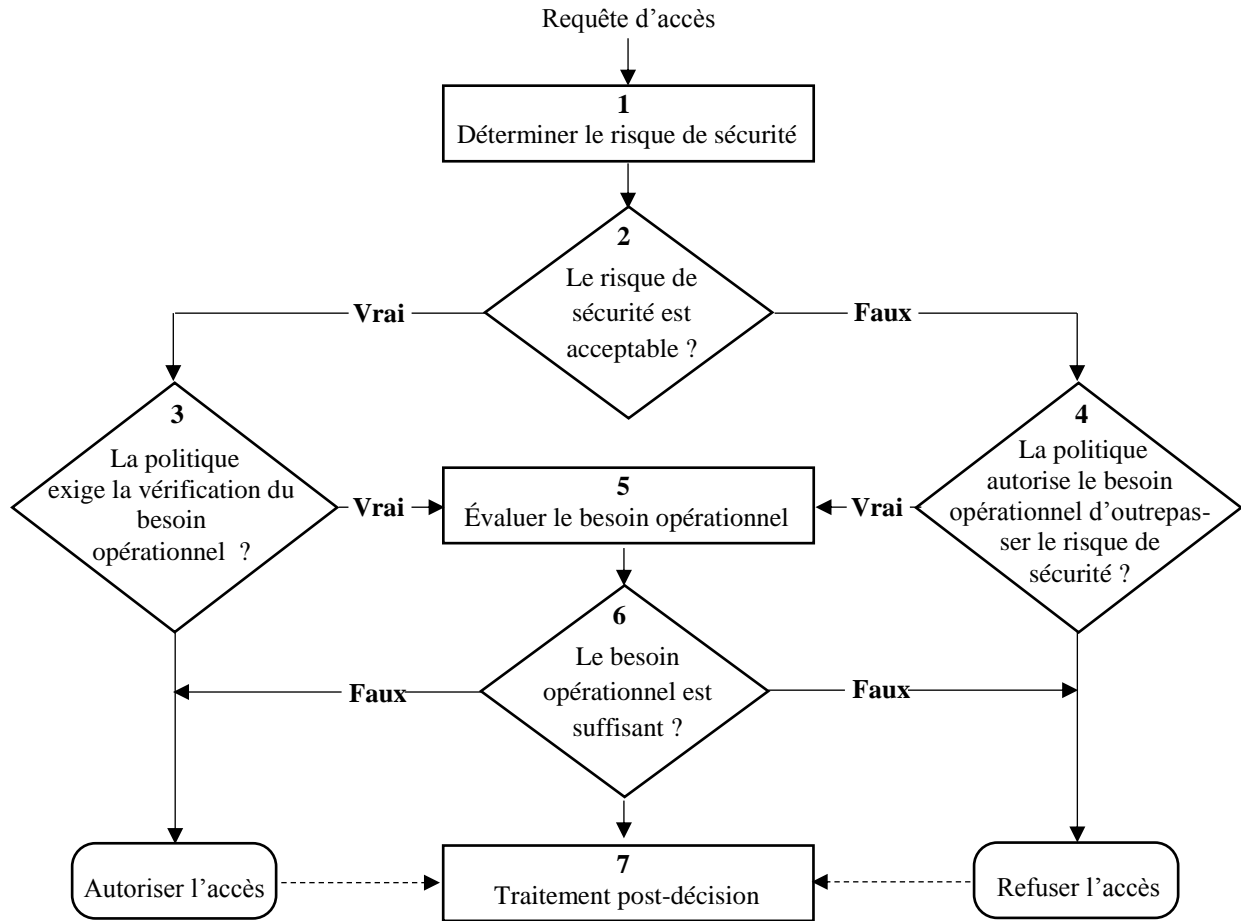 Requête d'accès
1
Déterminer le risque de sécurité
2
Le risque de
sécurité est
acceptable ?
Vrai
Faux
3
La politique
exige la vérification du
besoin
opérationnel ?
4
La politique
autorise le besoin
opérationnel d'outrepas-
ser le risque de
sécurité ?
Vrai
5
Évaluer le besoin opérationnel
Vrai
6
Le besoin
opérationnel est
suffisant ?
Faux
Faux
Autoriser l'accès
7
Traitement post-décision
Refuser l'accès